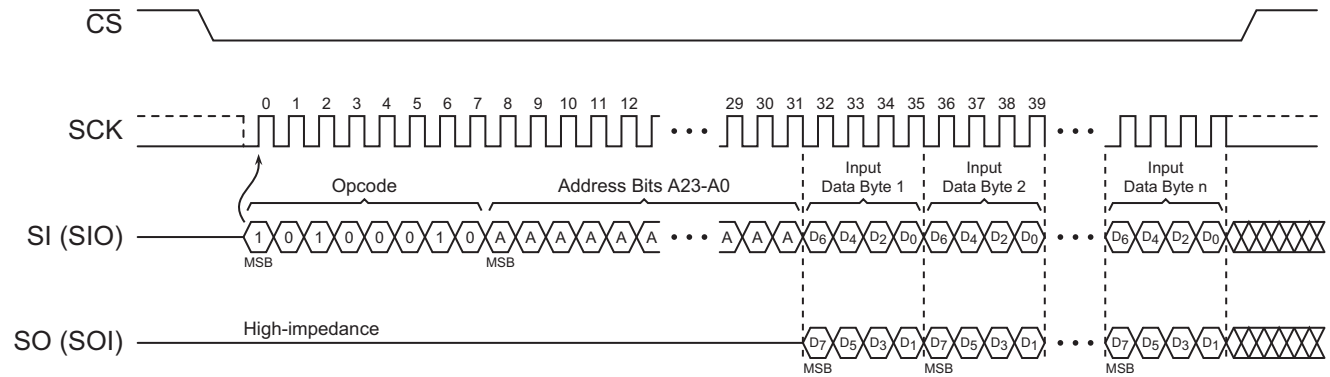 CS
0 1 2 3 4 5 6 7 8 9 10 11 12 29 30 31 32 33 34 35 36 37 38 39
SCK • • • • • •
Opcode Address Bits A23-A0 Input Data Byte 1 Input Data Byte 2 Input Data Byte n
SI (SIO) 1 0 1 0 0 0 1 0 A A A A A A • • • A A A D6 D4 D2 D0 D6 D4 D2 D0 • • • D6 D4 D2 D0
MSB MSB
High-impedance
SO (SOI) D7 D5 D3 D1 D7 D5 D3 D1 • • • D7 D5 D3 D1
MSB MSB MSB